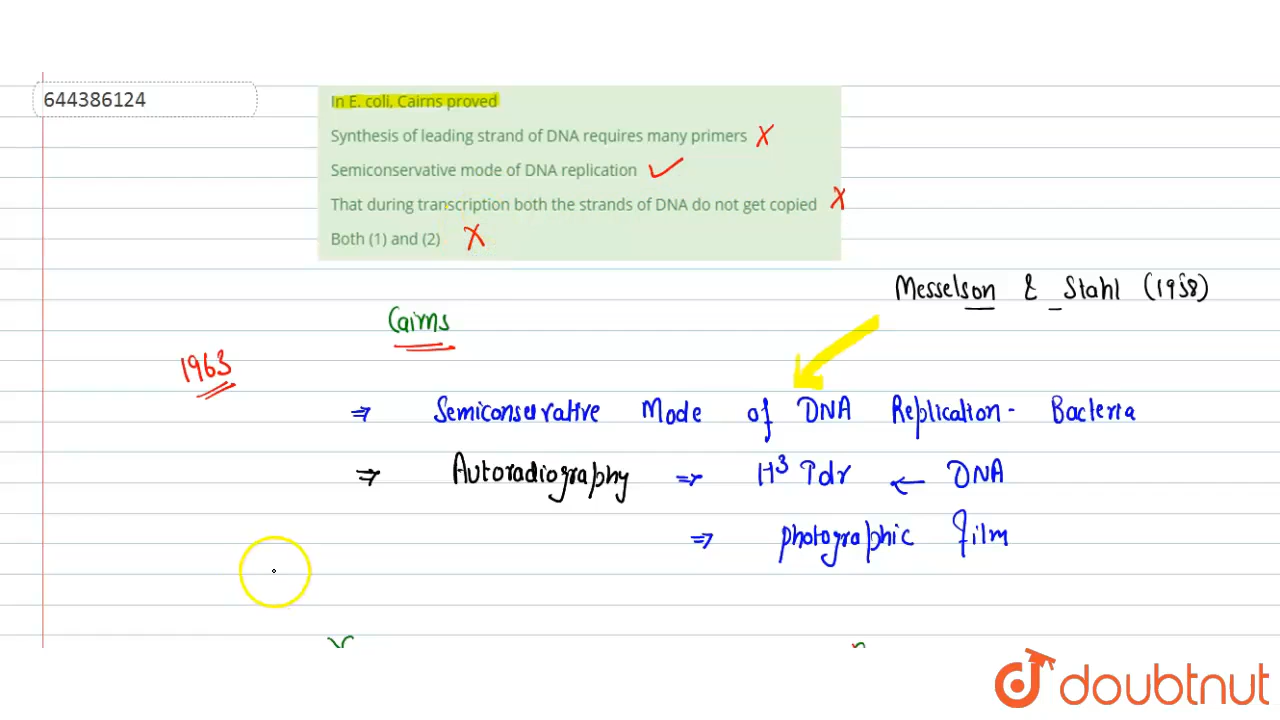 644386124
In E. coli, Cairns proved
Synthesis of leading strand of DNA requires many primers X
Semiconservative mode of DNA replication ✓
That during transcription both the strands of DNA do not get copied X
Both (1) and (2) X
Messelson & Stahl (1958)
Cairns
1963
⇒ Semiconservative Mode of DNA Replication - Bacteria
⇒ Autoradiography ⇒ H³ Tdr ← DNA
⇒ Photographic film
doubtnut